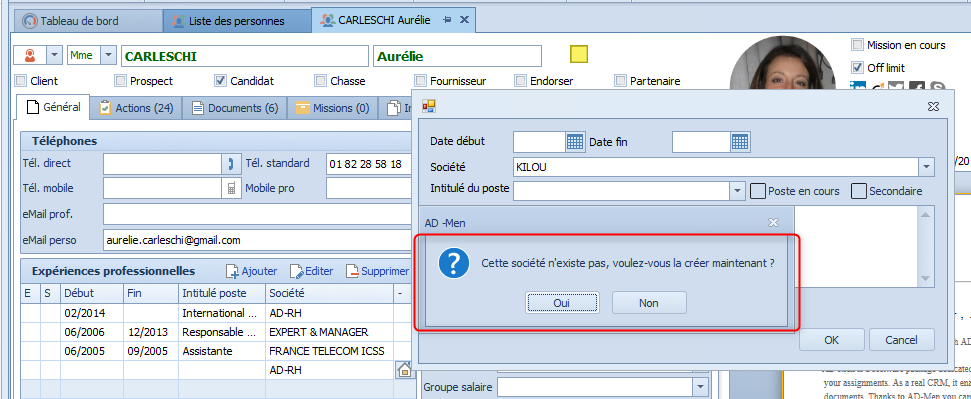 Tableau de bord Liste des personnes CARLESCHI Aurélie
Mme CARLESCHI Aurélie
Mission en cours
Off limit
Client Prospect Candidat Chasse Fournisseur Endorser Partenaire
Général Actions (24) Documents (6) Missions (0)
Téléphones
Tél. direct Tél. standard 01 82 28 58 18
Tél. mobile Mobile pro
eMail prof.
eMail perso aurelie.carleschi@gmail.com
Expériences professionnelles Ajouter Editer Supprimer
E S Début Fin Intitulé poste Société -
02/2014 International ... AD-RH
06/2006 12/2013 Responsable ... EXPERT & MANAGER
06/2005 09/2005 Assistante FRANCE TELECOM ICSS
AD-RH
Groupe salaire
Date début Date fin
Société KILOU
Intitulé du poste Poste en cours Secondaire
AD -Men
Cette société n'existe pas, voulez-vous la créer maintenant ?
Oui Non
OK Cancel
/20
your assignments. As a real CRM, it ena
documents. Thanks to AD-Men you can